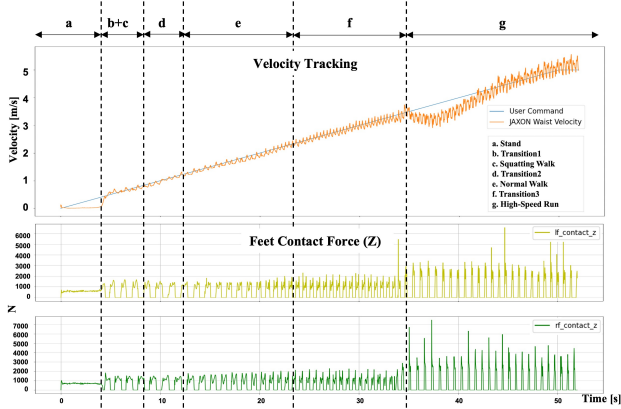 a b+c d e f g
Velocity Tracking
Velocity [m/s]
5
4
3
2
1
0
User Command
JAXON Waist Velocity
a. Stand
b. Transition1
c. Squatting Walk
d. Transition2
e. Normal Walk
f. Transition3
g. High-Speed Run
Feet Contact Force (Z)
lf_contact_z
6000
5000
4000
3000
2000
1000
0
N
rf_contact_z
7000
6000
5000
4000
3000
2000
1000
0
0 10 20 30 40 50 Time [s]